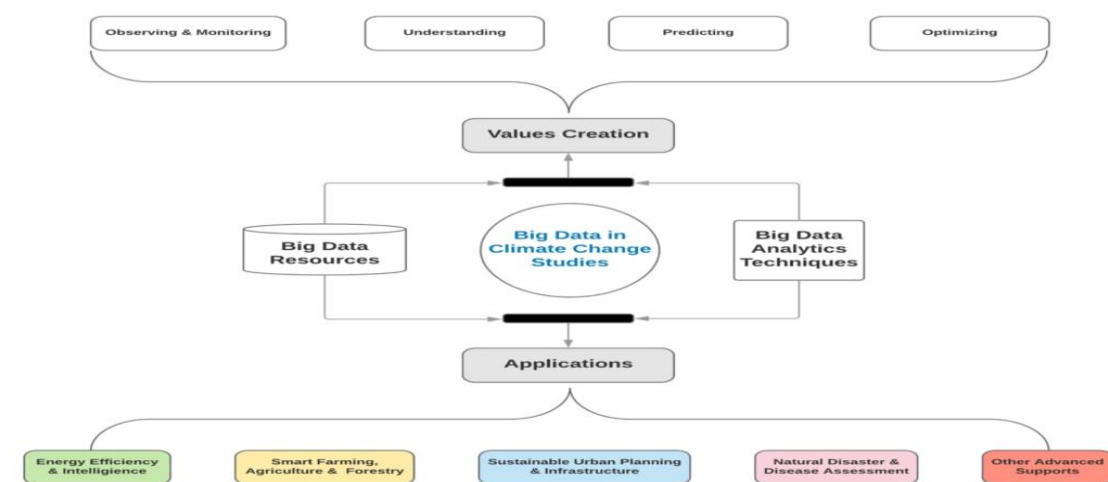 Observing & Monitoring
Understanding
Predicting
Optimizing
Values Creation
Big Data
Resources
Big Data in
Climate Change
Studies
Big Data
Analytics
Techniques
Applications
Energy Efficiency
& Intelligience
Smart Farming,
Agriculture & Forestry
Sustainable Urban Planning
& Infrastructure
Natural Disaster &
Disease Assessment
Other Advanced
Supports